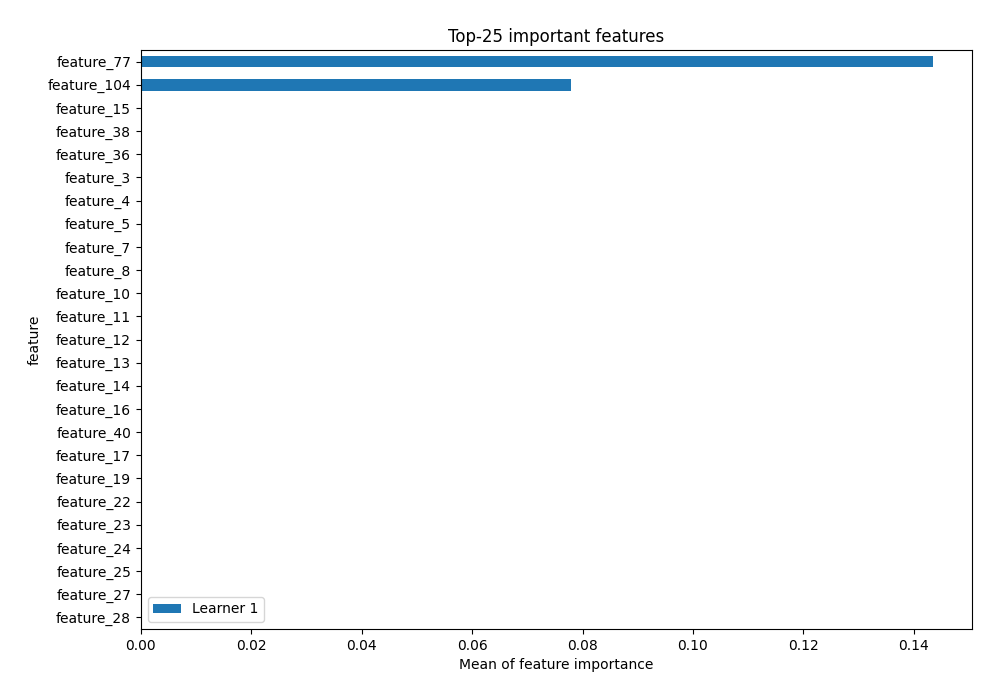 Top-25 important features
feature_77
feature_104
feature_15
feature_38
feature_36
feature_3
feature_4
feature_5
feature_7
feature_8
feature_10
feature_11
feature_12
feature_13
feature_14
feature_16
feature_40
feature_17
feature_19
feature_22
feature_23
feature_24
feature_25
feature_27
feature_28
feature
Learner 1
0.00 0.02 0.04 0.06 0.08 0.10 0.12 0.14
Mean of feature importance